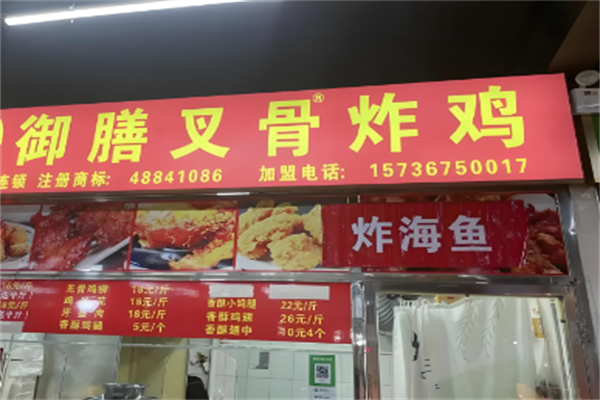 御膳叉骨®炸鸡
连锁 注册商标: 48841086 加盟电话: 15736750017
炸海鱼
无骨鸡柳 18元/斤
18元/斤
18元/斤
香酥鸡腿 5元/个
香酥小鸡腿 22元/斤
香酥鸡翅 26元/斤
香酥翅中 10元4个